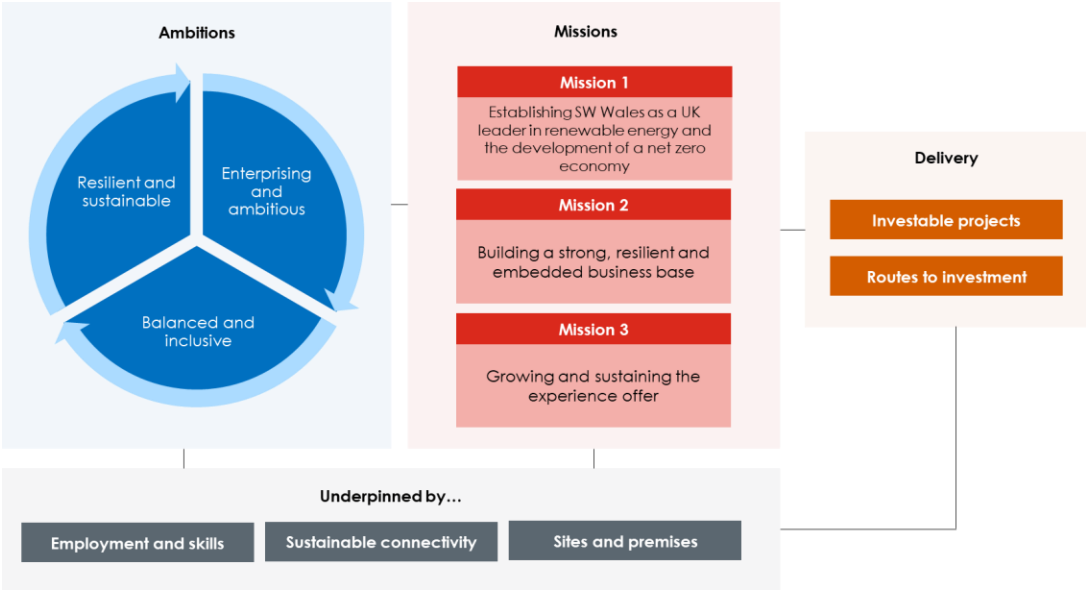 Ambitions
Resilient and
sustainable
Enterprising
and
ambitious
Balanced and
inclusive
Missions
Mission 1
Establishing SW Wales as a UK
leader in renewable energy and
the development of a net zero
economy
Mission 2
Building a strong, resilient and
embedded business base
Mission 3
Growing and sustaining the
experience offer
Delivery
Investable projects
Routes to investment
Underpinned by…
Employment and skills
Sustainable connectivity
Sites and premises